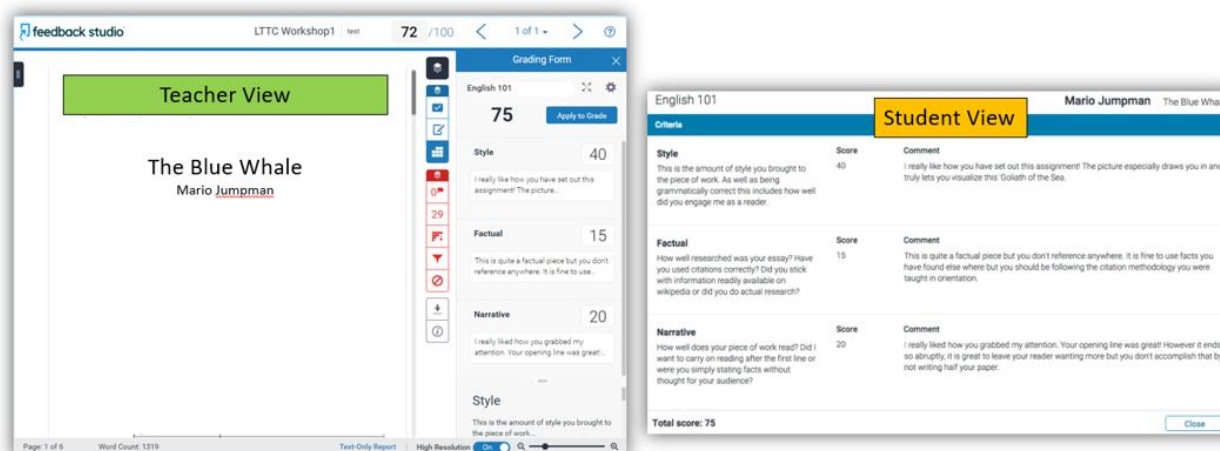 feedback studio
LTTC Workshop1 test
72 /100
1 of 1
Teacher View
The Blue Whale
Mario Jumpman
0
29
Grading Form
English 101
75
Apply to Grade
Style 40
I really like how you have set out this
assignment! The picture...
Factual 15
This is quite a factual piece but you don't
reference anywhere. It is fine to use...
Narrative 20
I really liked how you grabbed my
attention. Your opening line was great!...
Style
This is the amount of style you brought to
the piece of work...
Page: 1 of 6 Word Count: 1319 Text-Only Report High Resolution On
English 101
Student View
Mario Jumpman The Blue Whal
Criteria
Style Score Comment
This is the amount of style you brought to
the piece of work. As well as being
grammatically correct this includes how well
did you engage me as a reader.
40
I really like how you have set out this assignment! The picture especially draws you in and
truly lets you visualize this 'Goliath of the Sea.
Factual Score Comment
How well researched was your essay? Have
you used citations correctly? Did you stick
with information readily available on
wikipedia or did you do actual research?
15
This is quite a factual piece but you don't reference anywhere. It is fine to use facts you
have found else where but you should be following the citation methodology you were
taught in orientation.
Narrative Score Comment
How well does your piece of work read? Did I
want to carry on reading after the first line or
were you simply stating facts without
thought for your audience?
20
I really liked how you grabbed my attention. Your opening line was great! However it ends
so abruptly, it is great to leave your reader wanting more but you don't accomplish that by
not writing half your paper.
Total score: 75
Close